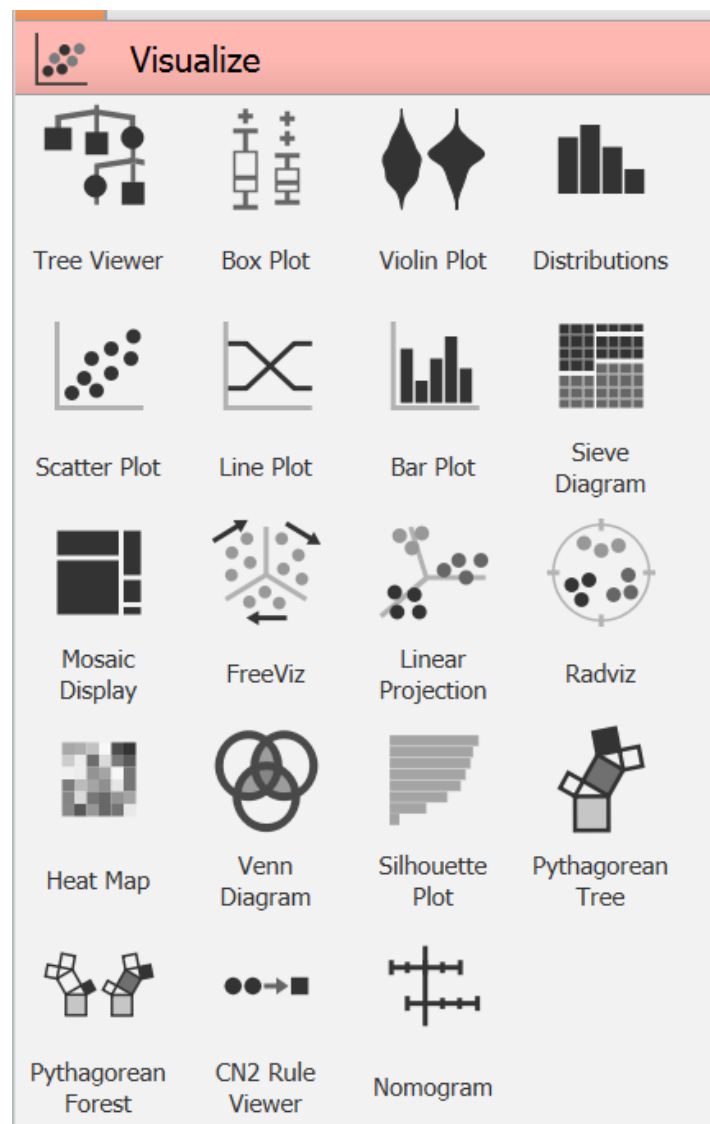 Visualize
Tree Viewer
Box Plot
Violin Plot
Distributions
Scatter Plot
Line Plot
Bar Plot
Sieve
Diagram
Mosaic
Display
FreeViz
Linear
Projection
Radviz
Heat Map
Venn
Diagram
Silhouette
Plot
Pythagorean
Tree
Pythagorean
Forest
CN2 Rule
Viewer
Nomogram